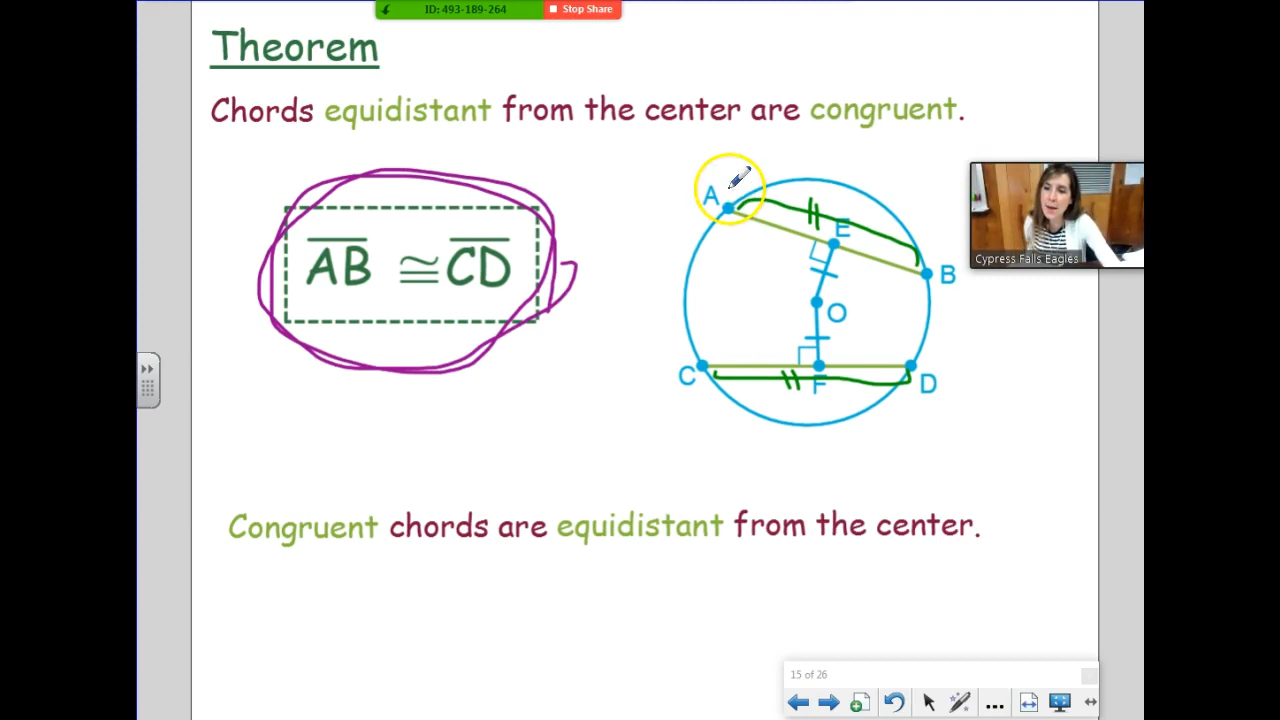 ID: 493-189-264 Stop Share
Theorem
Chords equidistant from the center are congruent.
AB ≅ CD
A
E
B
O
C
F
D
Cypress Falls Eagles
Congruent chords are equidistant from the center.
15 of 26